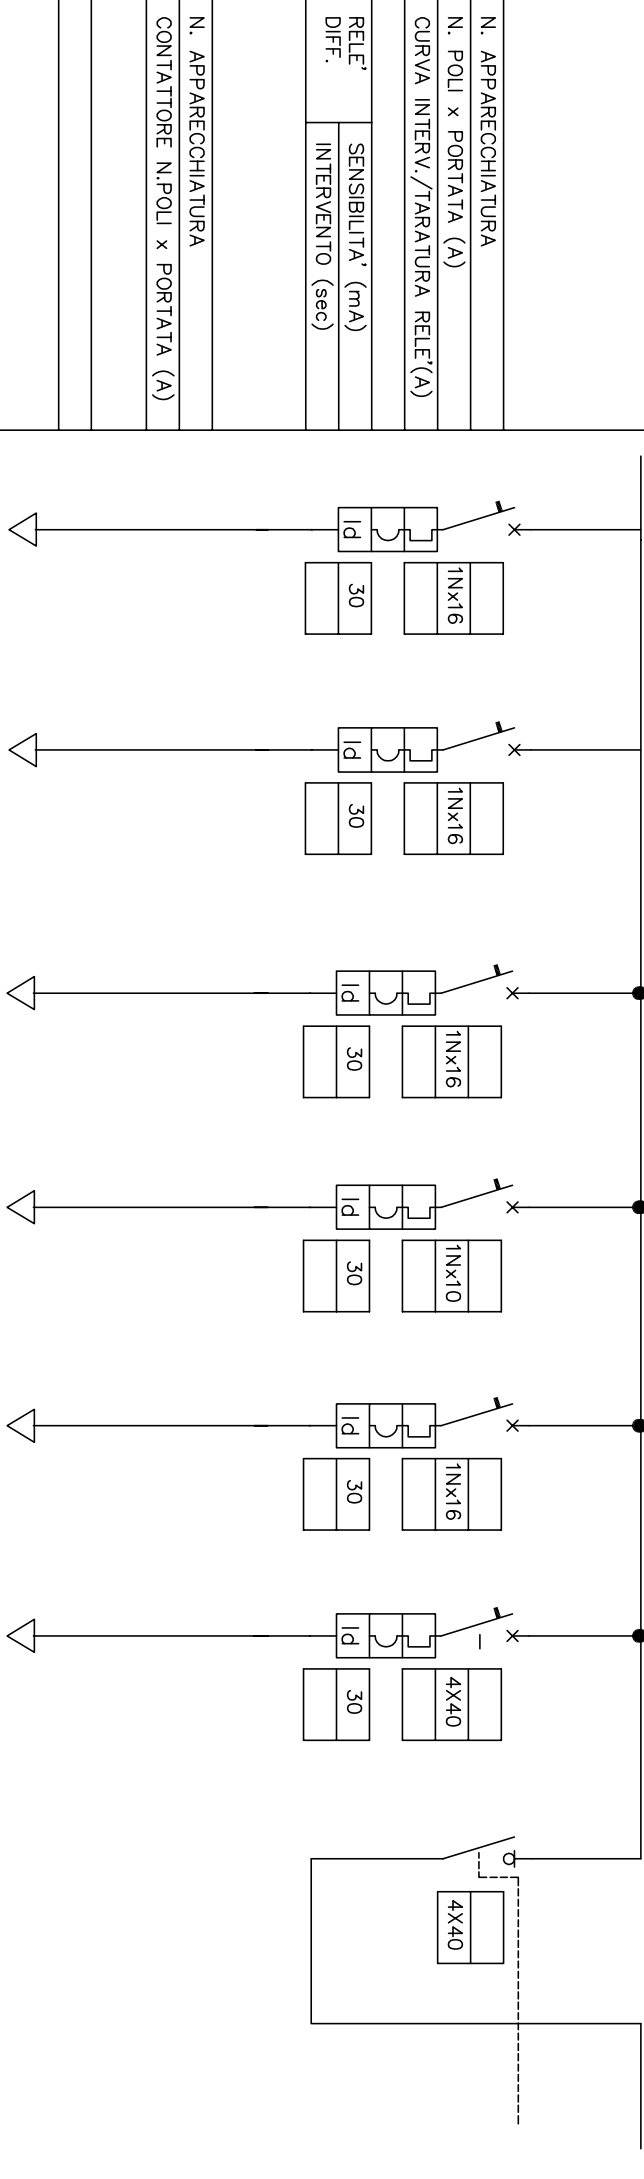 N. APPARECCHIATURA
N. POLI x PORTATA (A)
CURVA INTERV./TARATURA RELE'(A)
RELE'
DIFF.
SENSIBILITA' (mA)
INTERVENTO (sec)
N. APPARECCHIATURA
CONTATTORE N.POLI x PORTATA (A)
1Nx16
Id
30
1Nx16
Id
30
1Nx16
Id
30
1Nx10
Id
30
1Nx16
Id
30
4X40
Id
30
4X40